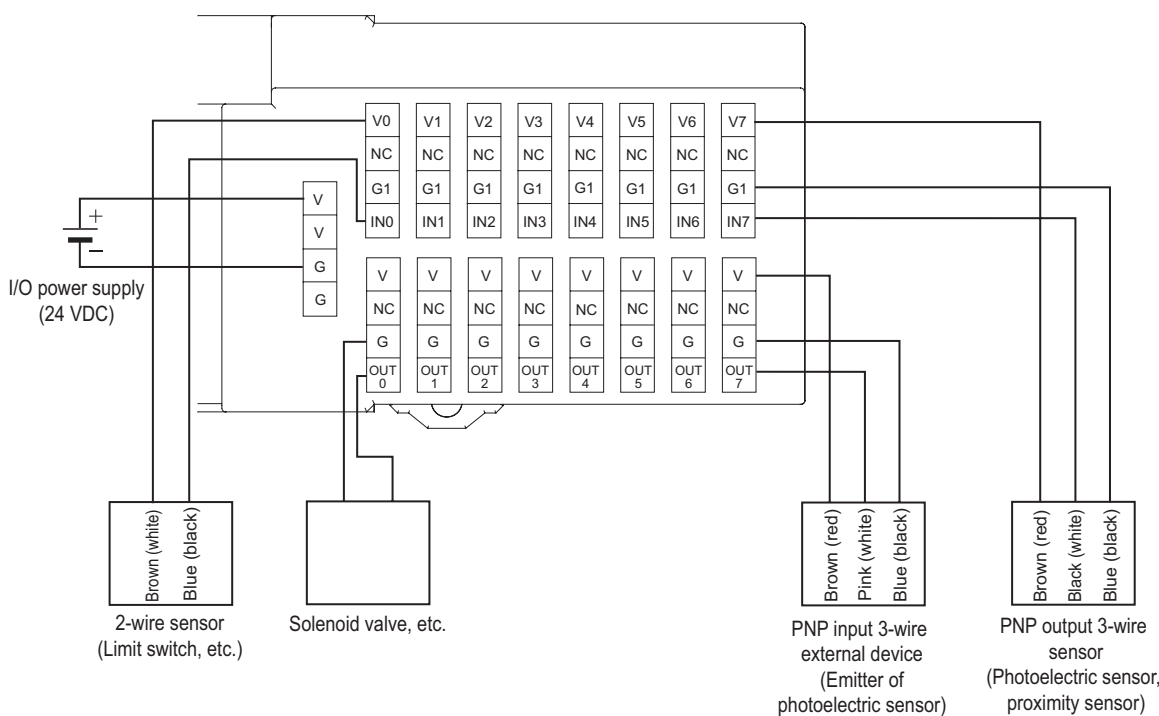 V0 V1 V2 V3 V4 V5 V6 V7
NC NC NC NC NC NC NC NC
G1 G1 G1 G1 G1 G1 G1 G1
IN0 IN1 IN2 IN3 IN4 IN5 IN6 IN7
V
V
G
G
+
−
I/O power supply
(24 VDC)
V V V V V V V V
NC NC NC NC NC NC NC NC
G G G G G G G G
OUT OUT OUT OUT OUT OUT OUT OUT
0 1 2 3 4 5 6 7
Brown (white)
Blue (black)
2-wire sensor
(Limit switch, etc.)
Solenoid valve, etc.
Brown (red)
Pink (white)
Blue (black)
PNP input 3-wire
external device
(Emitter of
photoelectric sensor)
Brown (red)
Black (white)
Blue (black)
PNP output 3-wire
sensor
(Photoelectric sensor,
proximity sensor)